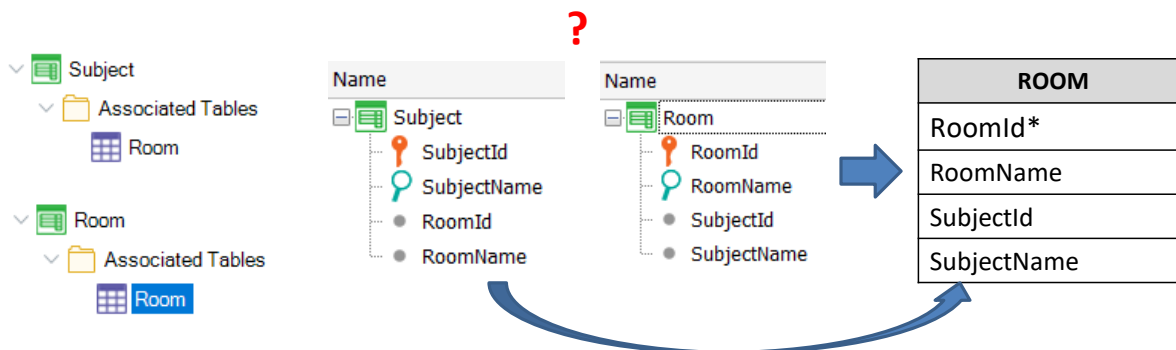 ?
Subject
Associated Tables
Room
Room
Associated Tables
Room
Name
Subject
SubjectId
SubjectName
RoomId
RoomName
Name
Room
RoomId
RoomName
SubjectId
SubjectName
ROOM
RoomId*
RoomName
SubjectId
SubjectName